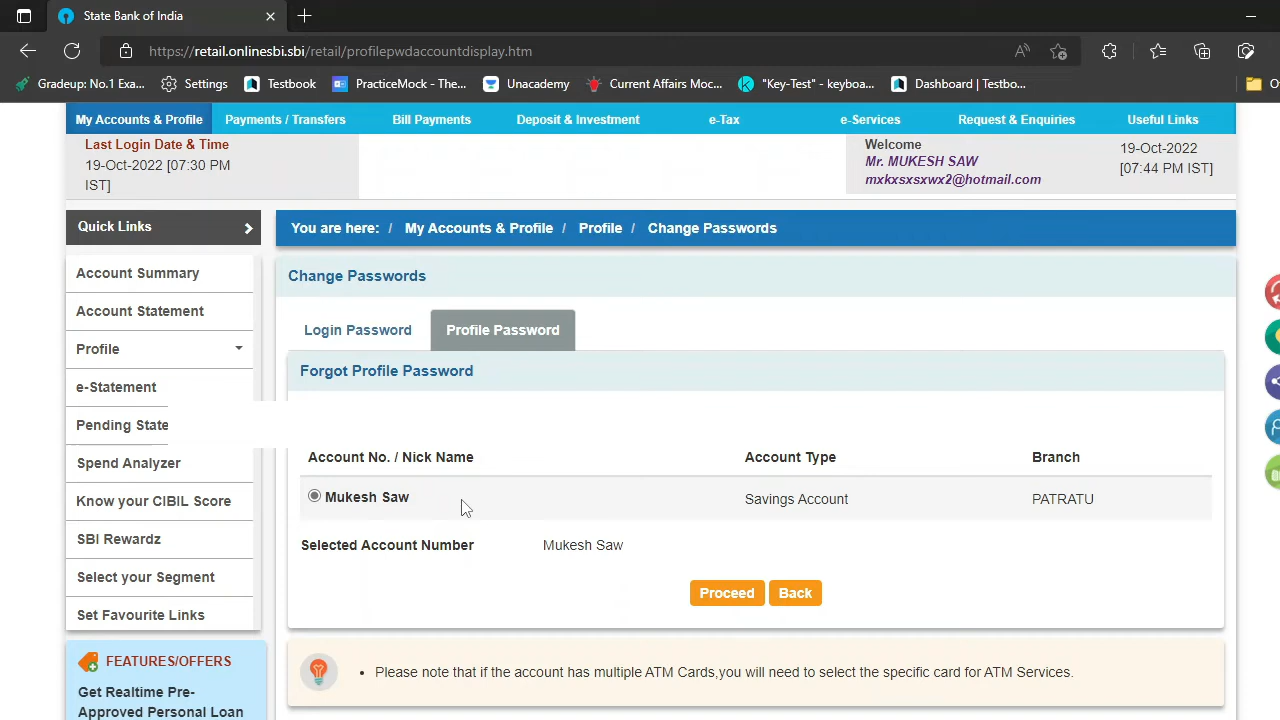 State Bank of India
https://retail.onlinesbi.sbi/retail/profilepwdaccountdisplay.htm
Gradeup: No.1 Exa...
Settings
Testbook
PracticeMock - The...
Unacademy
Current Affairs Moc...
"Key-Test" - keyboa...
Dashboard | Testbo...
My Accounts & Profile
Payments / Transfers
Bill Payments
Deposit & Investment
e-Tax
e-Services
Request & Enquiries
Useful Links
Last Login Date & Time
19-Oct-2022 [07:30 PM
IST]
Welcome
Mr. MUKESH SAW
mxkxsxsxwx2@hotmail.com
19-Oct-2022
[07:44 PM IST]
Quick Links
Account Summary
Account Statement
Profile
e-Statement
Pending State
Spend Analyzer
Know your CIBIL Score
SBI Rewardz
Select your Segment
Set Favourite Links
FEATURES/OFFERS
Get Realtime Pre-
Approved Personal Loan
You are here: / My Accounts & Profile / Profile / Change Passwords
Change Passwords
Login Password
Profile Password
Forgot Profile Password
Account No. / Nick Name
Account Type
Branch
Mukesh Saw
Savings Account
PATRATU
Selected Account Number
Mukesh Saw
Proceed
Back
• Please note that if the account has multiple ATM Cards,you will need to select the specific card for ATM Services.